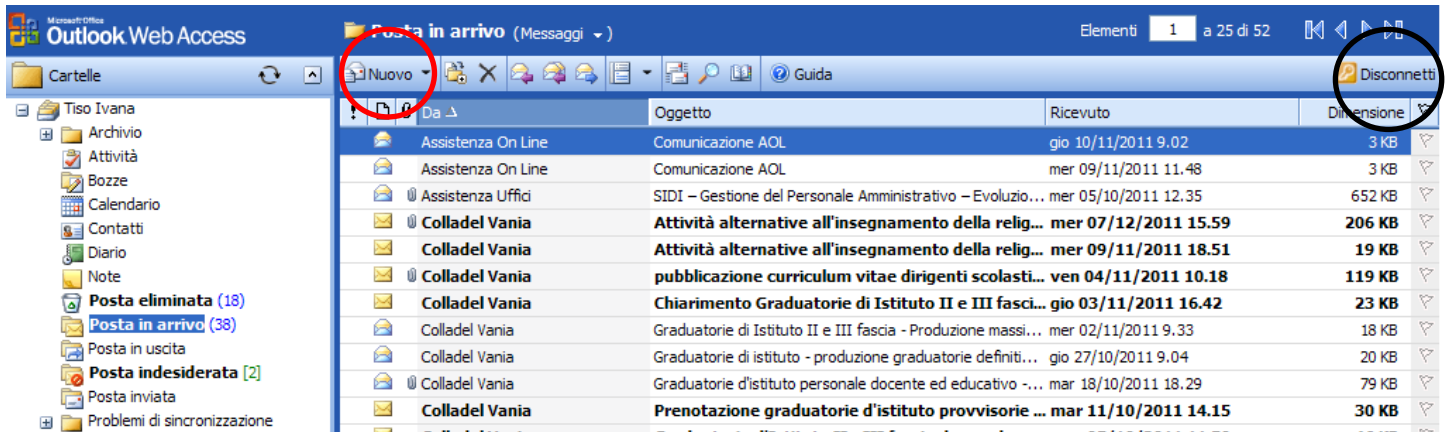 Microsoft Office
Outlook Web Access
Posta in arrivo (Messaggi)
Elementi 1 a 25 di 52
Cartelle
Nuovo
Guida
Disconnetti
Da Oggetto Ricevuto Dimensione
Tiso Ivana
Archivio
Attività
Bozze
Calendario
Contatti
Diario
Note
Posta eliminata (18)
Posta in arrivo (38)
Posta in uscita
Posta indesiderata [2]
Posta inviata
Problemi di sincronizzazione
Assistenza On Line Comunicazione AOL gio 10/11/2011 9.02 3 KB
Assistenza On Line Comunicazione AOL mer 09/11/2011 11.48 3 KB
Assistenza Uffici SIDI – Gestione del Personale Amministrativo – Evoluzio... mer 05/10/2011 12.35 652 KB
Colladel Vania Attività alternative all'insegnamento della relig... mer 07/12/2011 15.59 206 KB
Colladel Vania Attività alternative all'insegnamento della relig... mer 09/11/2011 18.51 19 KB
Colladel Vania pubblicazione curriculum vitae dirigenti scolasti... ven 04/11/2011 10.18 119 KB
Colladel Vania Chiarimento Graduatorie di Istituto II e III fasci... gio 03/11/2011 16.42 23 KB
Colladel Vania Graduatorie di Istituto II e III fascia - Produzione massi... mer 02/11/2011 9.33 18 KB
Colladel Vania Graduatorie di istituto - produzione graduatorie definiti... gio 27/10/2011 9.04 20 KB
Colladel Vania Graduatorie d'istituto personale docente ed educativo -... mar 18/10/2011 18.29 79 KB
Colladel Vania Prenotazione graduatorie d'istituto provvisorie ... mar 11/10/2011 14.15 30 KB